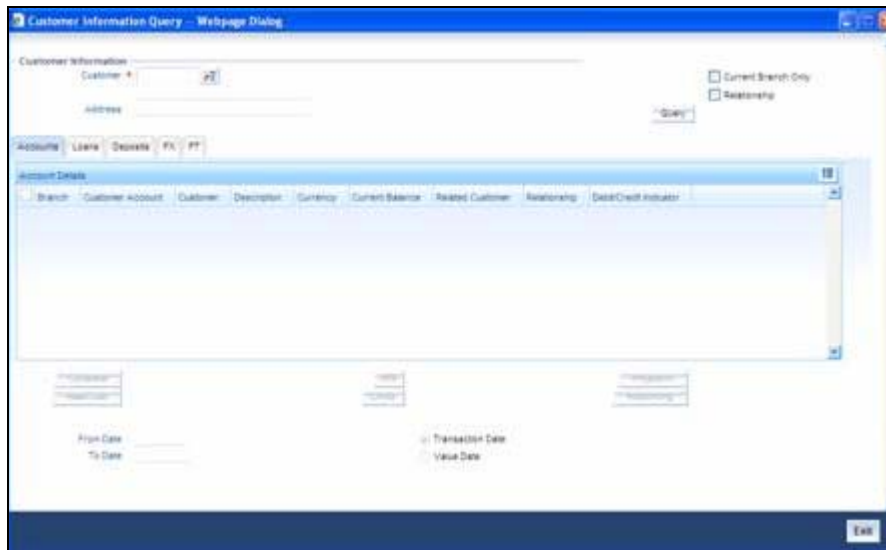 Customer Information Query -- Webpage Dialog
Customer Information
Customer *
Current Branch Only
Relationship
Address
Query
Accounts Loans Deposits FX FT
Account Details
Branch Customer Account Customer Description Currency Current Balance Related Customer Relationship Debit/Credit Indicator
From Date
Transaction Date
To Date
Value Date
Exit